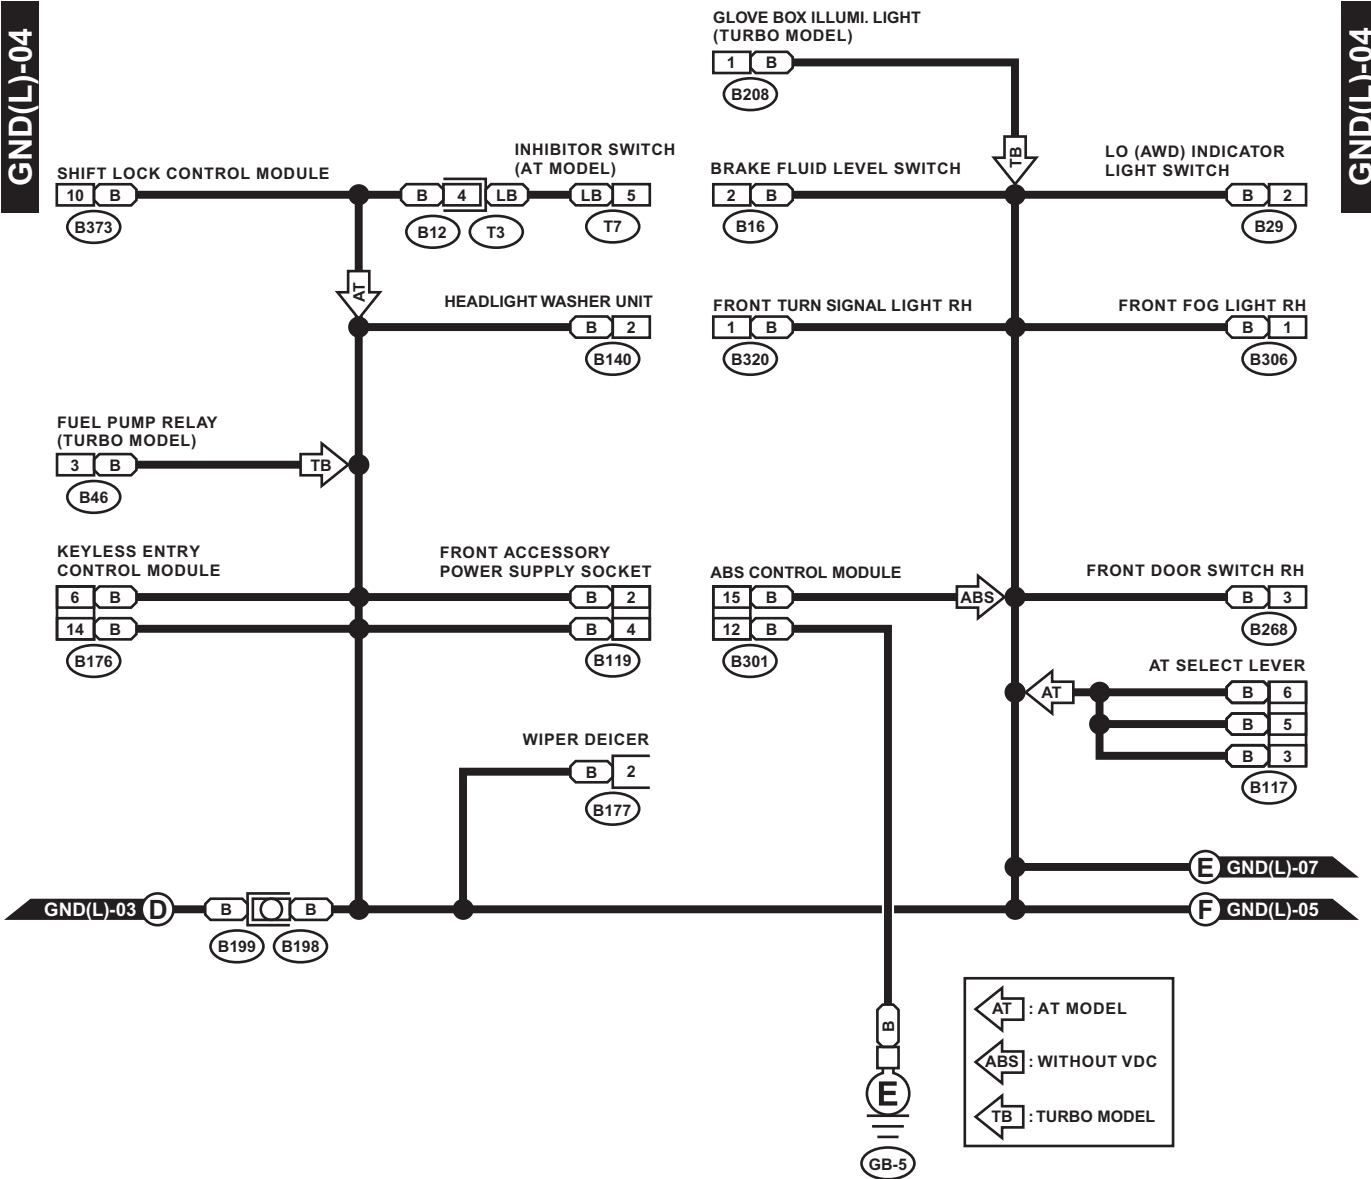 GND(L)-04
GND(L)-04
GLOVE BOX ILLUMI. LIGHT
(TURBO MODEL)
1 B
B208
TB
SHIFT LOCK CONTROL MODULE
10 B
B373
INHIBITOR SWITCH
(AT MODEL)
B 4 LB LB 5
B12 T3 T7
BRAKE FLUID LEVEL SWITCH
2 B
B16
LO (AWD) INDICATOR
LIGHT SWITCH
B 2
B29
AT
HEADLIGHT WASHER UNIT
B 2
B140
FRONT TURN SIGNAL LIGHT RH
1 B
B320
FRONT FOG LIGHT RH
B 1
B306
FUEL PUMP RELAY
(TURBO MODEL)
3 B TB
B46
KEYLESS ENTRY
CONTROL MODULE
6 B
14 B
B176
FRONT ACCESSORY
POWER SUPPLY SOCKET
B 2
B 4
B119
ABS CONTROL MODULE
15 B ABS
12 B
B301
FRONT DOOR SWITCH RH
B 3
B268
AT SELECT LEVER
AT B 6
B 5
B 3
B117
WIPER DEICER
B 2
B177
E GND(L)-07
GND(L)-03 D B B
B199 B198
F GND(L)-05
B
E
GB-5
AT : AT MODEL
ABS : WITHOUT VDC
TB : TURBO MODEL